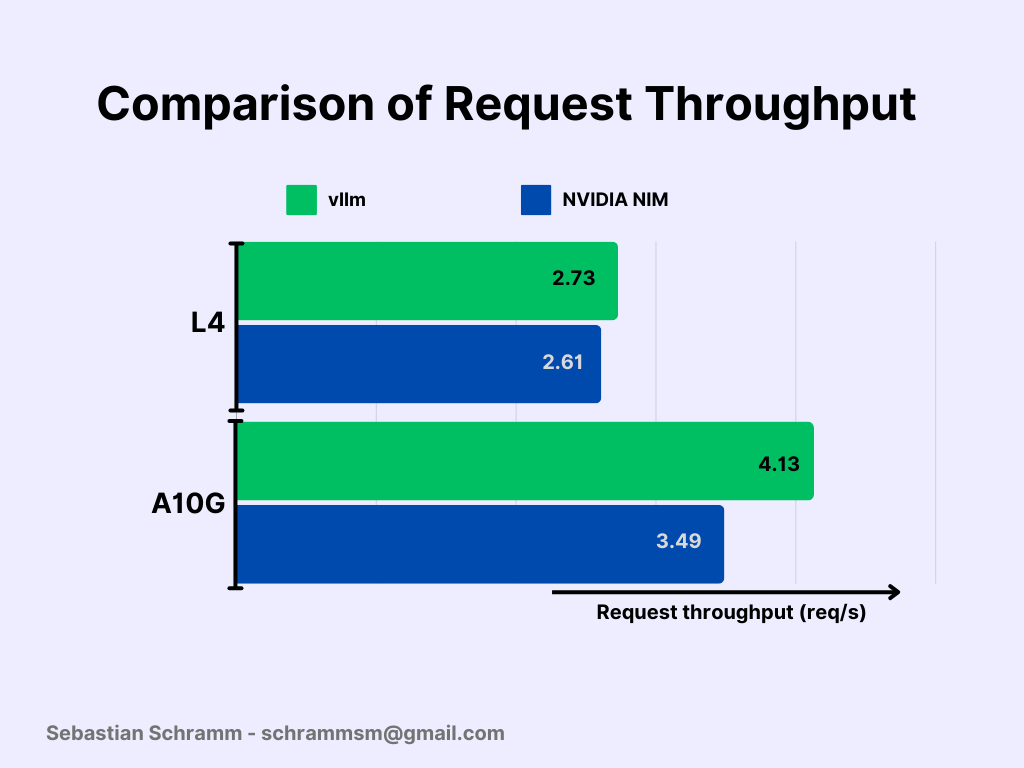 Comparison of Request Throughput
vllm
NVIDIA NIM
2.73
L4
2.61
4.13
A10G
3.49
Request throughput (req/s)
Sebastian Schramm - schrammsm@gmail.com